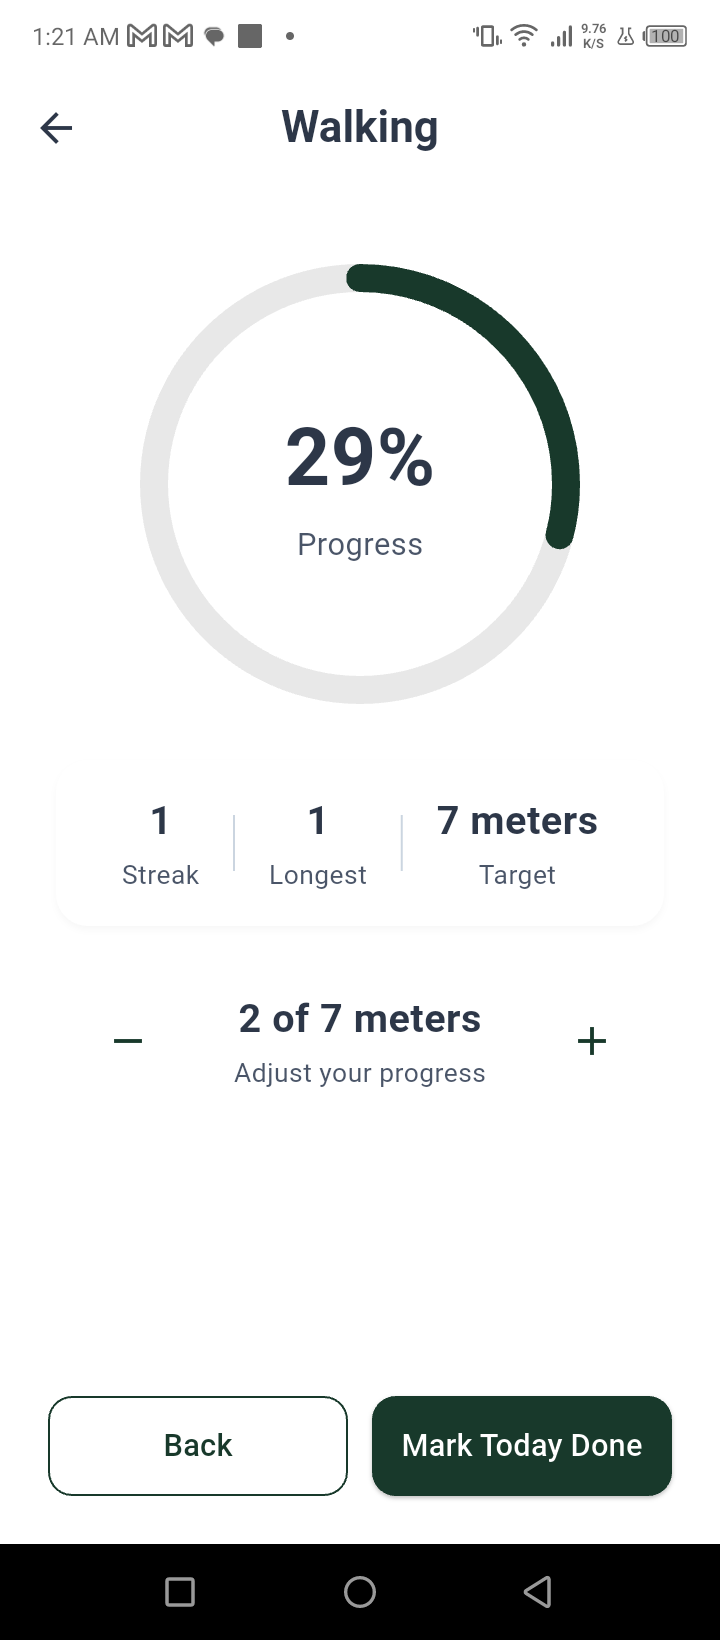 1:21 AM
9.76
K/S
100
Walking
29%
Progress
1
Streak
1
Longest
7 meters
Target
2 of 7 meters
Adjust your progress
Back
Mark Today Done